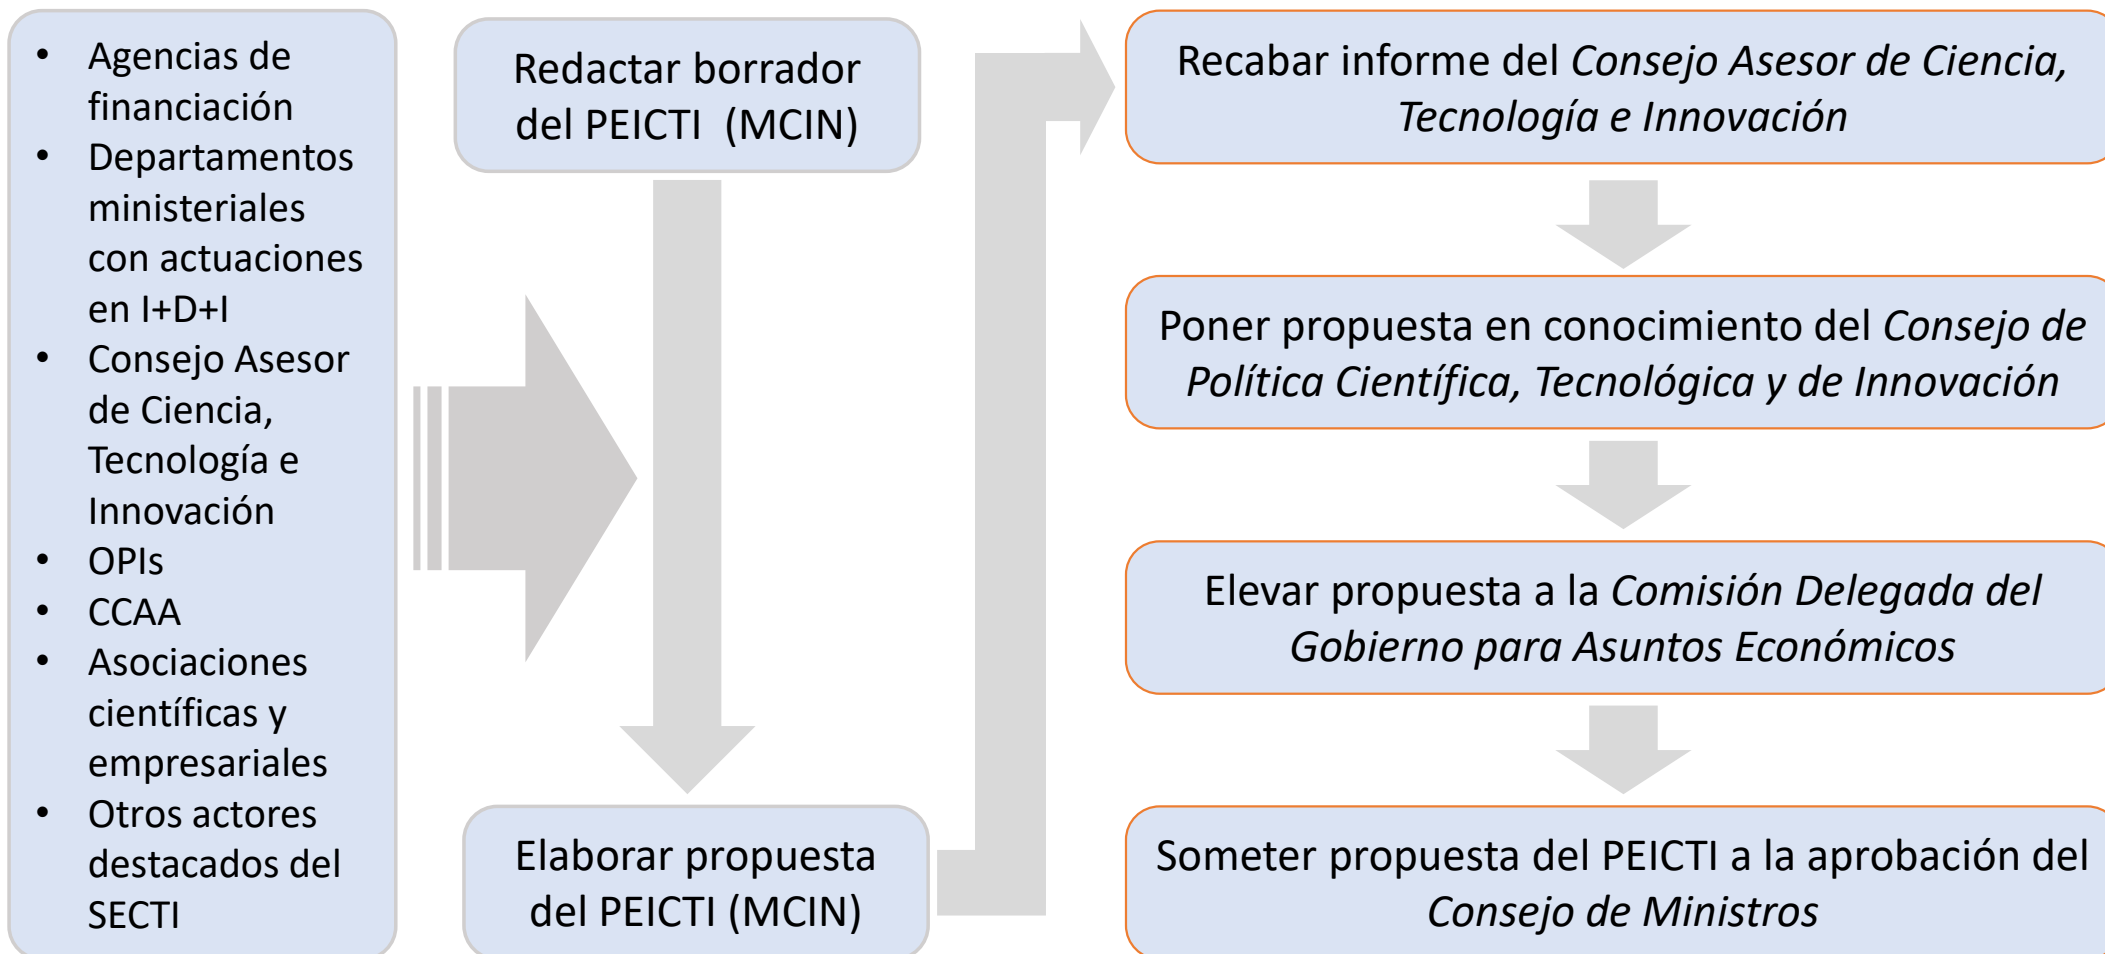 • Agencias de
financiación
• Departamentos
ministeriales
con actuaciones
en I+D+I
• Consejo Asesor
de Ciencia,
Tecnología e
Innovación
• OPIs
• CCAA
• Asociaciones
científicas y
empresariales
• Otros actores
destacados del
SECTI
Redactar borrador
del PEICTI (MCIN)
Elaborar propuesta
del PEICTI (MCIN)
Recabar informe del Consejo Asesor de Ciencia,
Tecnología e Innovación
Poner propuesta en conocimiento del Consejo de
Política Científica, Tecnológica y de Innovación
Elevar propuesta a la Comisión Delegada del
Gobierno para Asuntos Económicos
Someter propuesta del PEICTI a la aprobación del
Consejo de Ministros